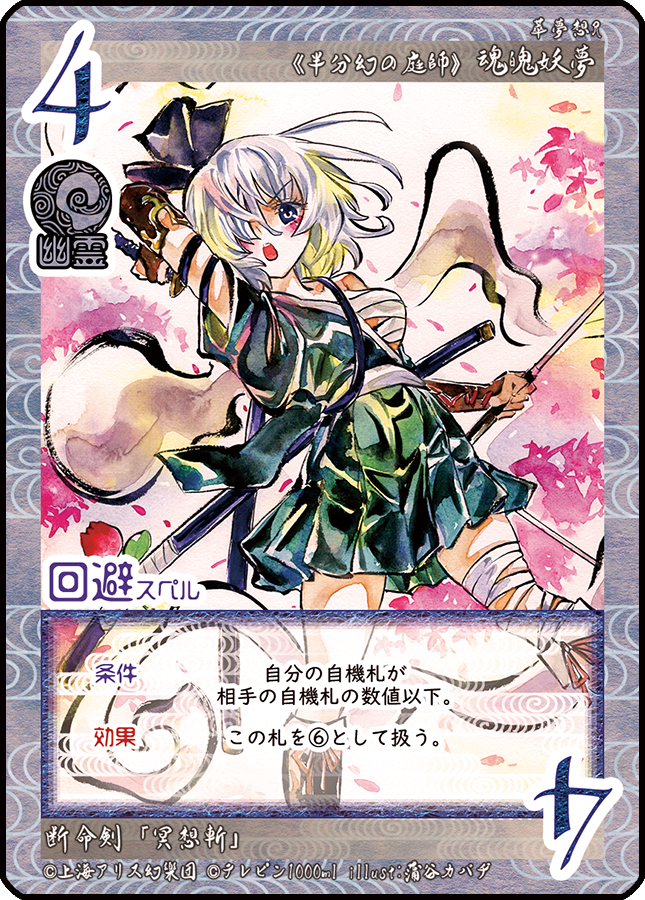 萃夢想尺
《半分幻の庭師》 魂魄妖夢
4
幽霊
回避スペル
条件 自分の自機札が
相手の自機札の数値以下。
効果 この札を⑥として扱う。
4
断命剣「冥想斬」
©上海アリス幻樂団 ©テレピン1000ml illust:蒲谷カバヂ